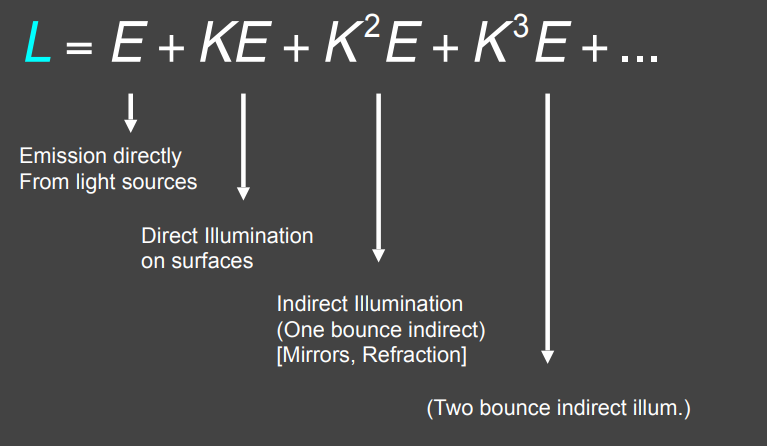 L = E + KE + K²E + K³E + ...
Emission directly
From light sources
Direct Illumination
on surfaces
Indirect Illumination
(One bounce indirect)
[Mirrors, Refraction]
(Two bounce indirect illum.)